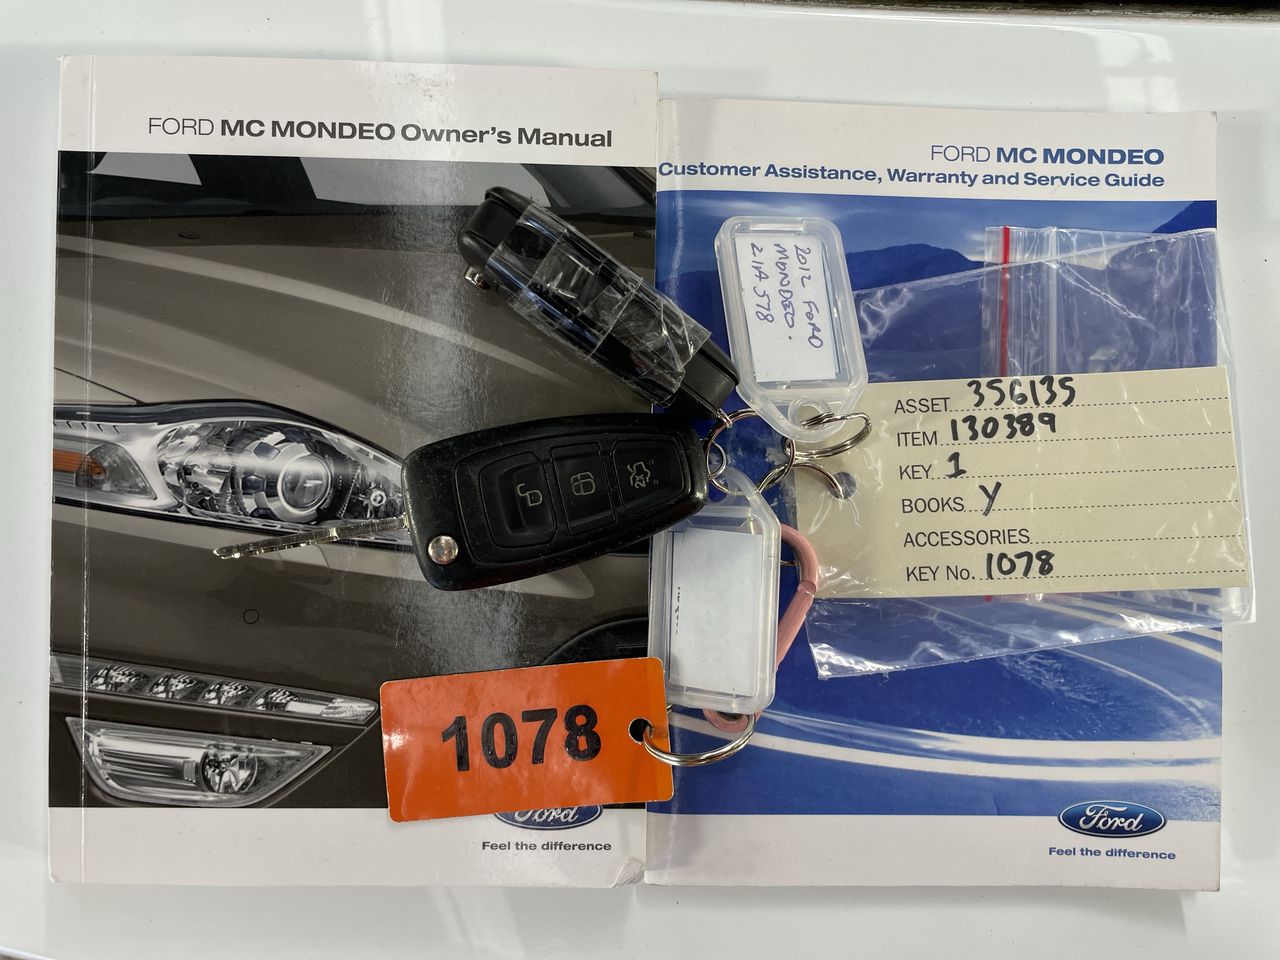 FORD MC MONDEO Owner's Manual
FORD MC MONDEO
Customer Assistance, Warranty and Service Guide
2012 FORD
MONDEO.
21A 578
ASSET 356135
ITEM 130389
KEY 1
BOOKS Y
ACCESSORIES
KEY No. 1078
1078
Ford
Feel the difference
Ford
Feel the difference